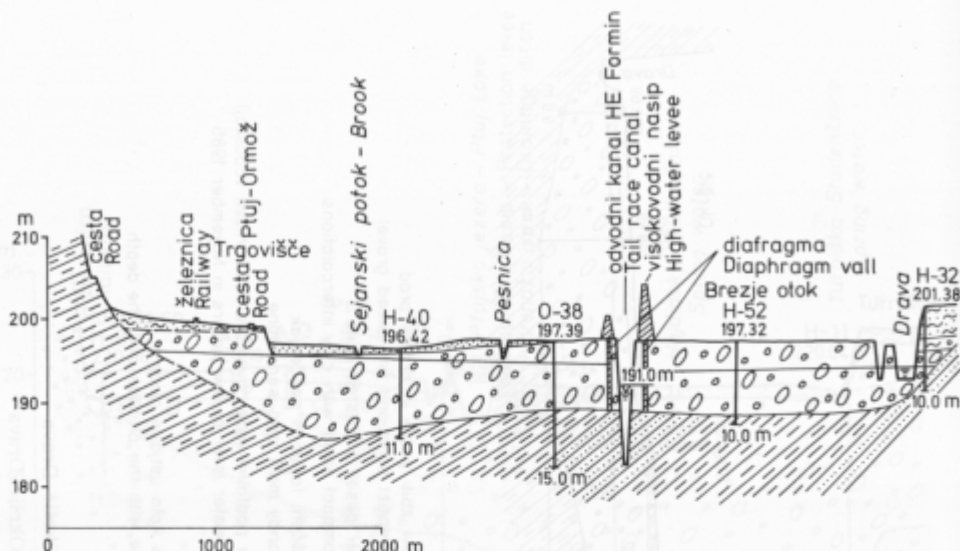 m
210
200
190
180
0
1000
2000
m
cesta
Road
železnica
Railway
cesta Ptuj-Ormož
Road
Trgovišče
Sejanski potok - Brook
H-40
196.42
11.0 m
Pesnica
O-38
197.39
15.0 m
odvodni kanal HE Formin
Tail race canal
visokovodni nasip
High-water levee
191.0 m
diafragma
Diaphragm vall
Brezje otok
H-52
197.32
10.0 m
Drava
H-32
201.38
10.0 m